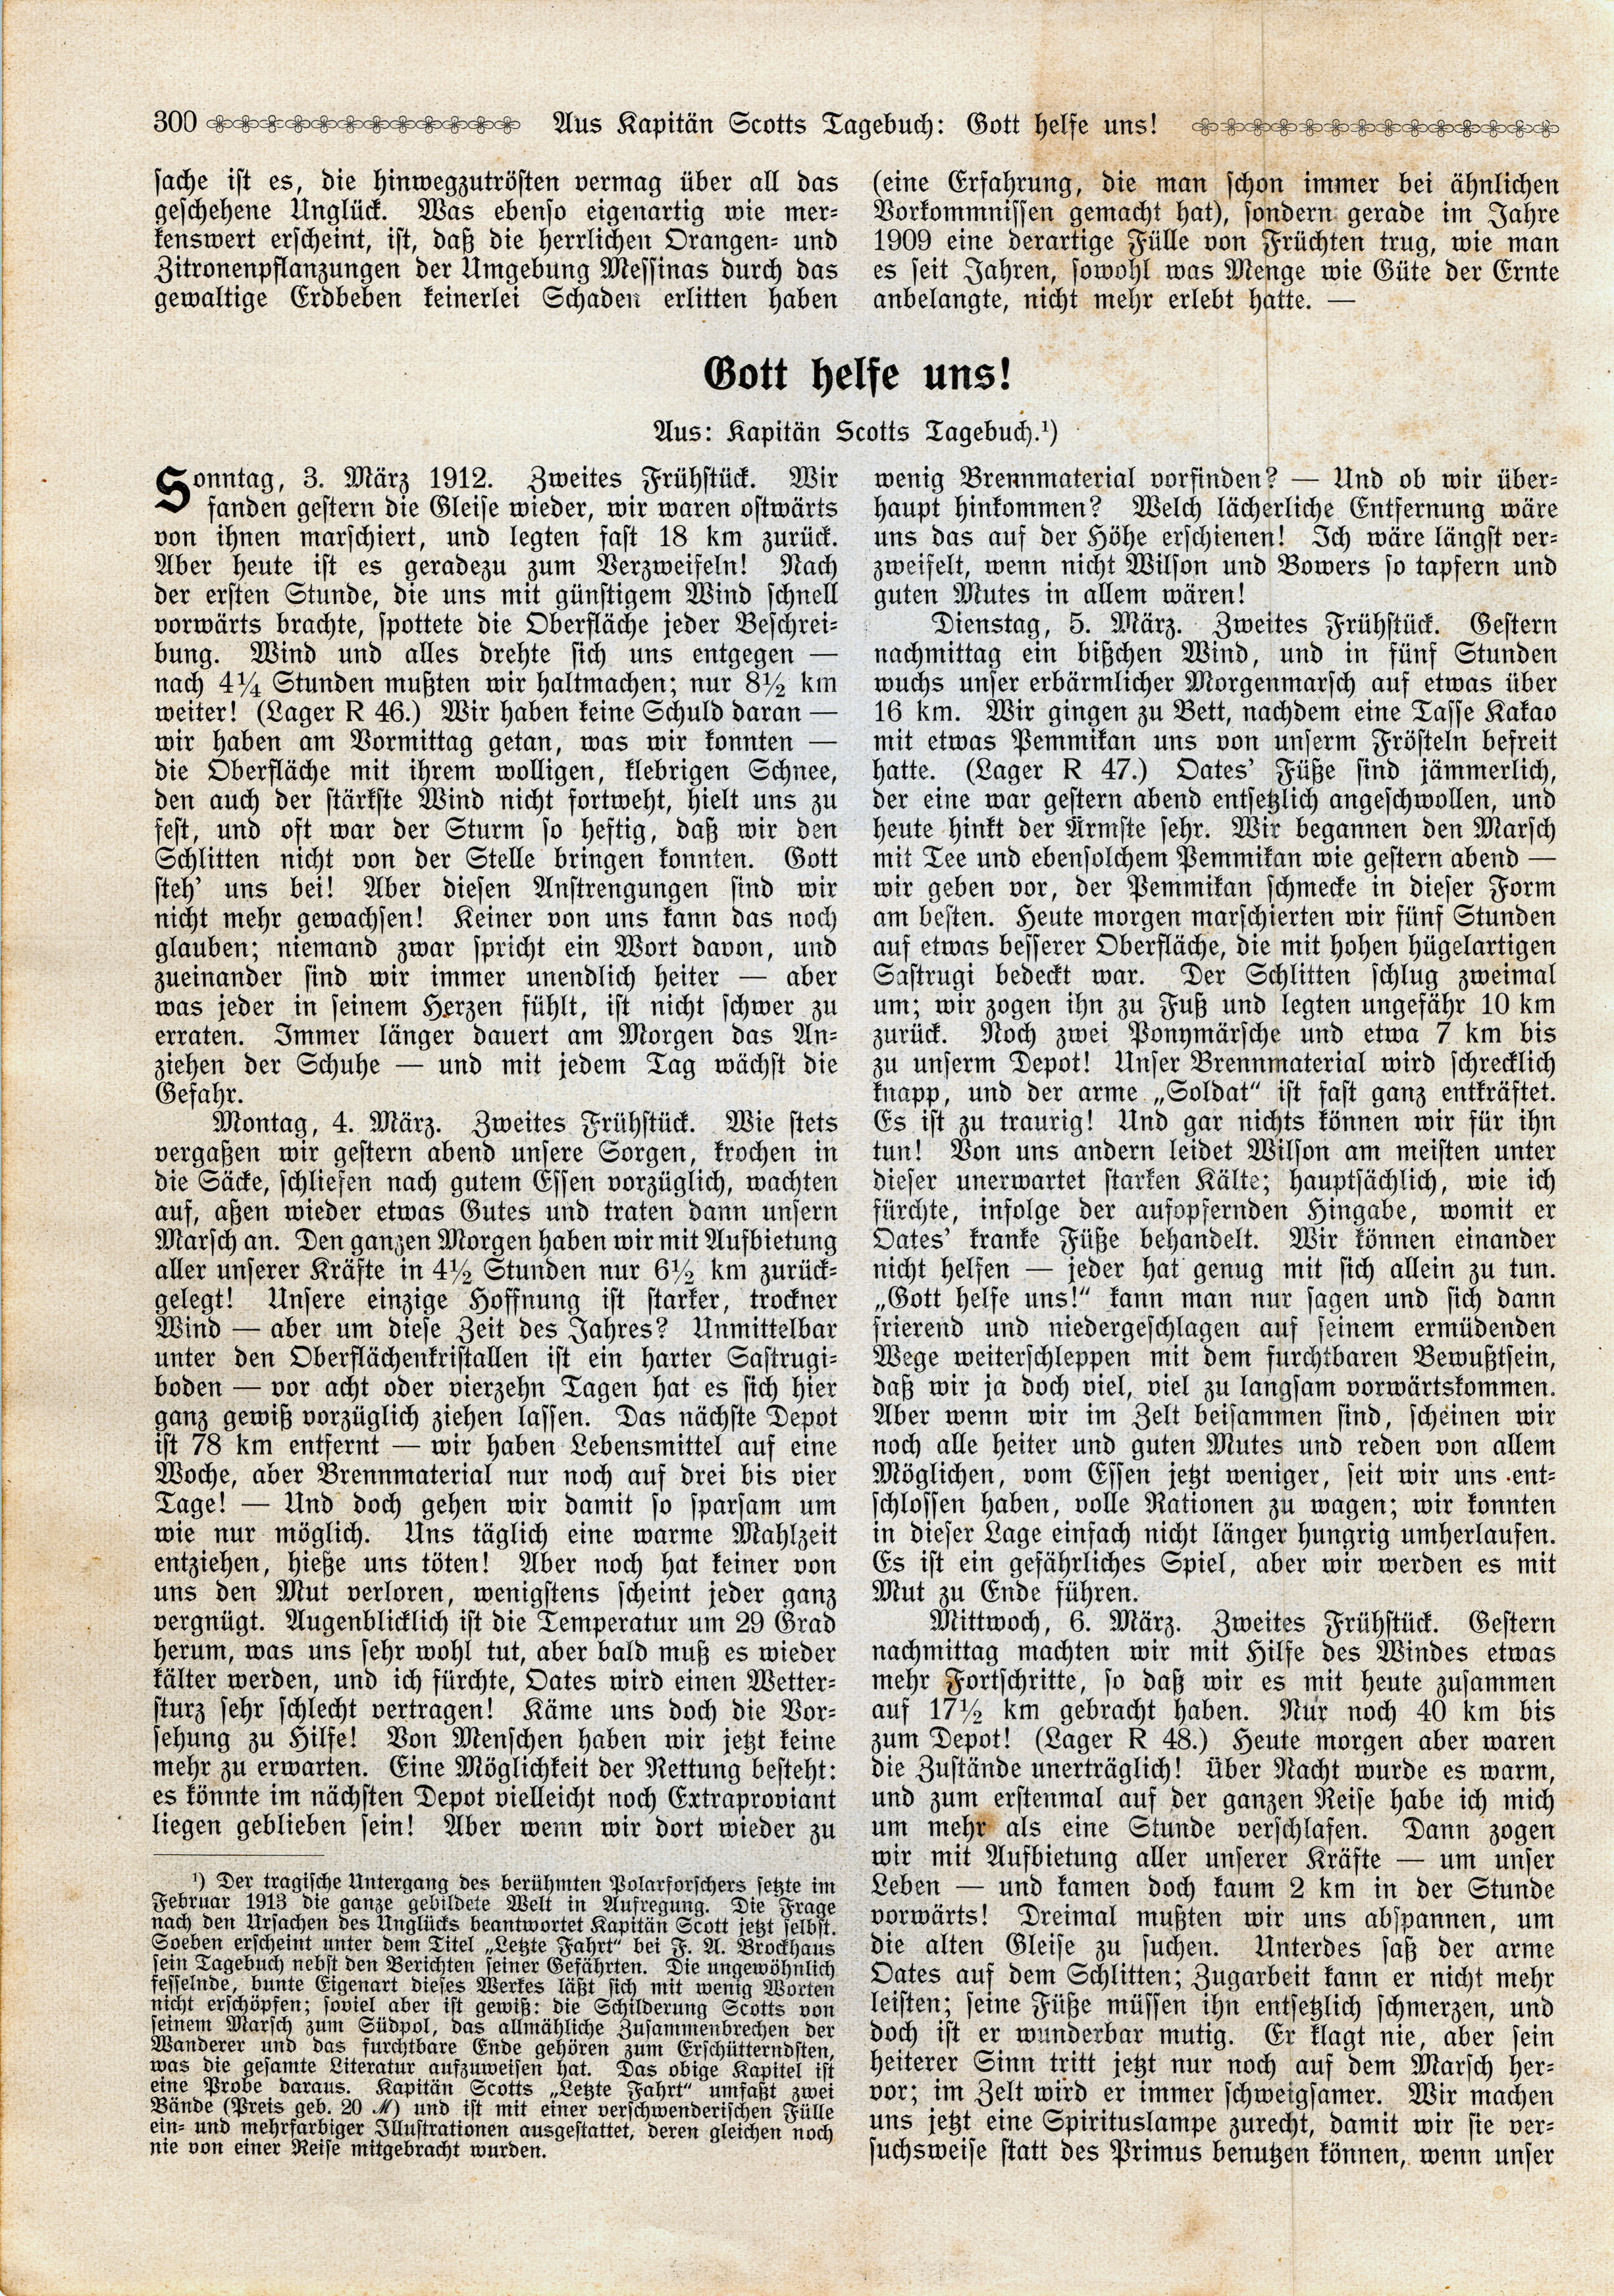 300 Aus Kapitän Scotts Tagebuch: Gott helfe uns!
sache ist es, die hinwegzutrösten vermag über all das
geschehene Unglück. Was ebenso eigenartig wie mer-
kenswert erscheint, ist, daß die herrlichen Orangen- und
Zitronenpflanzungen der Umgebung Messinas durch das
gewaltige Erdbeben keinerlei Schaden erlitten haben
(eine Erfahrung, die man schon immer bei ähnlichen
Vorkommnissen gemacht hat), sondern gerade im Jahre
1909 eine derartige Fülle von Früchten trug, wie man
es seit Jahren, sowohl was Menge wie Güte der Ernte
anbelangte, nicht mehr erlebt hatte. —
Gott helfe uns!
Aus: Kapitän Scotts Tagebuch.¹)
Sonntag, 3. März 1912. Zweites Frühstück. Wir
fanden gestern die Gleise wieder, wir waren ostwärts
von ihnen marschiert, und legten fast 18 km zurück.
Aber heute ist es geradezu zum Verzweifeln! Nach
der ersten Stunde, die uns mit günstigem Wind schnell
vorwärts brachte, spottete die Oberfläche jeder Beschrei-
bung. Wind und alles drehte sich uns entgegen —
nach 4¼ Stunden mußten wir haltmachen; nur 8½ km
weiter! (Lager R 46.) Wir haben keine Schuld daran —
wir haben am Vormittag getan, was wir konnten —
die Oberfläche mit ihrem wolligen, klebrigen Schnee,
den auch der stärkste Wind nicht fortweht, hielt uns zu
fest, und oft war der Sturm so heftig, daß wir den
Schlitten nicht von der Stelle bringen konnten. Gott
steh’ uns bei! Aber diesen Anstrengungen sind wir
nicht mehr gewachsen! Keiner von uns kann das noch
glauben; niemand zwar spricht ein Wort davon, und
zueinander sind wir immer unendlich heiter — aber
was jeder in seinem Herzen fühlt, ist nicht schwer zu
erraten. Immer länger dauert am Morgen das An-
ziehen der Schuhe — und mit jedem Tag wächst die
Gefahr.
Montag, 4. März. Zweites Frühstück. Wie stets
vergaßen wir gestern abend unsere Sorgen, krochen in
die Säcke, schliefen nach gutem Essen vorzüglich, wachten
auf, aßen wieder etwas Gutes und traten dann unsern
Marsch an. Den ganzen Morgen haben wir mit Aufbietung
aller unserer Kräfte in 4½ Stunden nur 6½ km zurück-
gelegt! Unsere einzige Hoffnung ist starker, trockner
Wind — aber um diese Zeit des Jahres? Unmittelbar
unter den Oberflächenkristallen ist ein harter Sastrugi-
boden — vor acht oder vierzehn Tagen hat es sich hier
ganz gewiß vorzüglich ziehen lassen. Das nächste Depot
ist 78 km entfernt — wir haben Lebensmittel auf eine
Woche, aber Brennmaterial nur noch auf drei bis vier
Tage! — Und doch gehen wir damit so sparsam um
wie nur möglich. Uns täglich eine warme Mahlzeit
entziehen, hieße uns töten! Aber noch hat keiner von
uns den Mut verloren, wenigstens scheint jeder ganz
vergnügt. Augenblicklich ist die Temperatur um 29 Grad
herum, was uns sehr wohl tut, aber bald muß es wieder
kälter werden, und ich fürchte, Oates wird einen Wetter-
sturz sehr schlecht vertragen! Käme uns doch die Vor-
sehung zu Hilfe! Von Menschen haben wir jetzt keine
mehr zu erwarten. Eine Möglichkeit der Rettung besteht:
es könnte im nächsten Depot vielleicht noch Extraproviant
liegen geblieben sein! Aber wenn wir dort wieder zu
¹) Der tragische Untergang des berühmten Polarforschers setzte im
Februar 1913 die ganze gebildete Welt in Aufregung. Die Frage
nach den Ursachen des Unglücks beantwortet Kapitän Scott jetzt selbst.
Soeben erscheint unter dem Titel „Letzte Fahrt“ bei F. A. Brockhaus
sein Tagebuch nebst den Berichten seiner Gefährten. Die ungewöhnlich
fesselnde, bunte Eigenart dieses Werkes läßt sich mit wenig Worten
nicht erschöpfen; soviel aber ist gewiß: die Schilderung Scotts von
seinem Marsch zum Südpol, das allmähliche Zusammenbrechen der
Wanderer und das furchtbare Ende gehören zum Erschütterndsten,
was die gesamte Literatur aufzuweisen hat. Das obige Kapitel ist
eine Probe daraus. Kapitän Scotts „Letzte Fahrt“ umfaßt zwei
Bände (Preis geb. 20 ℳ) und ist mit einer verschwenderischen Fülle
ein- und mehrfarbiger Illustrationen ausgestattet, deren gleichen noch
nie von einer Reise mitgebracht wurden.
wenig Brennmaterial vorfinden? — Und ob wir über-
haupt hinkommen? Welch lächerliche Entfernung wäre
uns das auf der Höhe erschienen! Ich wäre längst ver-
zweifelt, wenn nicht Wilson und Bowers so tapfern und
guten Mutes in allem wären!
Dienstag, 5. März. Zweites Frühstück. Gestern
nachmittag ein bißchen Wind, und in fünf Stunden
wuchs unser erbärmlicher Morgenmarsch auf etwas über
16 km. Wir gingen zu Bett, nachdem eine Tasse Kakao
mit etwas Pemmikan uns von unserm Frösteln befreit
hatte. (Lager R 47.) Oates’ Füße sind jämmerlich,
der eine war gestern abend entsetzlich angeschwollen, und
heute hinkt der Ärmste sehr. Wir begannen den Marsch
mit Tee und ebensolchem Pemmikan wie gestern abend —
wir geben vor, der Pemmikan schmecke in dieser Form
am besten. Heute morgen marschierten wir fünf Stunden
auf etwas besserer Oberfläche, die mit hohen hügelartigen
Sastrugi bedeckt war. Der Schlitten schlug zweimal
um; wir zogen ihn zu Fuß und legten ungefähr 10 km
zurück. Noch zwei Ponymärsche und etwa 7 km bis
zu unserm Depot! Unser Brennmaterial wird schrecklich
knapp, und der arme „Soldat“ ist fast ganz entkräftet.
Es ist zu traurig! Und gar nichts können wir für ihn
tun! Von uns andern leidet Wilson am meisten unter
dieser unerwartet starken Kälte; hauptsächlich, wie ich
fürchte, infolge der aufopfernden Hingabe, womit er
Oates’ kranke Füße behandelt. Wir können einander
nicht helfen — jeder hat genug mit sich allein zu tun.
„Gott helfe uns!“ kann man nur sagen und sich dann
frierend und niedergeschlagen auf seinem ermüdenden
Wege weiterschleppen mit dem furchtbaren Bewußtsein,
daß wir ja doch viel, viel zu langsam vorwärtskommen.
Aber wenn wir im Zelt beisammen sind, scheinen wir
noch alle heiter und guten Mutes und reden von allem
Möglichen, vom Essen jetzt weniger, seit wir uns ent-
schlossen haben, volle Rationen zu wagen; wir konnten
in dieser Lage einfach nicht länger hungrig umherlaufen.
Es ist ein gefährliches Spiel, aber wir werden es mit
Mut zu Ende führen.
Mittwoch, 6. März. Zweites Frühstück. Gestern
nachmittag machten wir mit Hilfe des Windes etwas
mehr Fortschritte, so daß wir es mit heute zusammen
auf 17½ km gebracht haben. Nur noch 40 km bis
zum Depot! (Lager R 48.) Heute morgen aber waren
die Zustände unerträglich! Über Nacht wurde es warm,
und zum erstenmal auf der ganzen Reise habe ich mich
um mehr als eine Stunde verschlafen. Dann zogen
wir mit Aufbietung aller unserer Kräfte — um unser
Leben — und kamen doch kaum 2 km in der Stunde
vorwärts! Dreimal mußten wir uns abspannen, um
die alten Gleise zu suchen. Unterdes saß der arme
Oates auf dem Schlitten; Zugarbeit kann er nicht mehr
leisten; seine Füße müssen ihn entsetzlich schmerzen, und
doch ist er wunderbar mutig. Er klagt nie, aber sein
heiterer Sinn tritt jetzt nur noch auf dem Marsch her-
vor; im Zelt wird er immer schweigsamer. Wir machen
uns jetzt eine Spirituslampe zurecht, damit wir sie ver-
suchsweise statt des Primus benutzen können, wenn unser